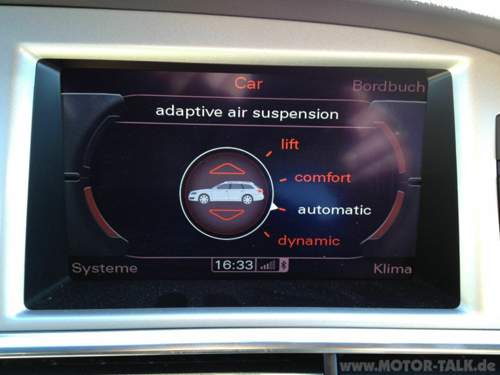 Car
Bordbuch
adaptive air suspension
lift
comfort
automatic
dynamic
Systeme
16:33
Klima
www.MOTOR-TALK.de